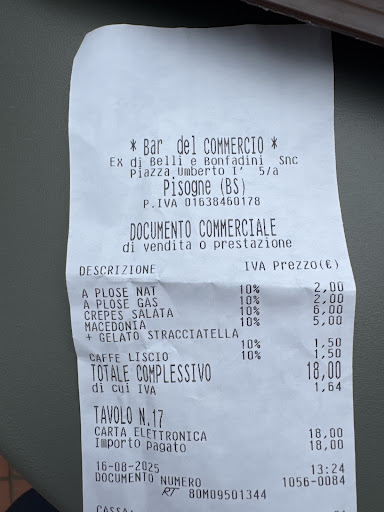 * Bar del COMMERCIO *
Ex di Belli e Bonfadini Snc
Piazza Umberto I' 5/a
Pisogne (BS)
P.IVA 01638460178
DOCUMENTO COMMERCIALE
di vendita o prestazione
DESCRIZIONE IVA Prezzo(€)
A PLOSE NAT 10% 2,00
A PLOSE GAS 10% 2,00
CREPES SALATA 10% 6,00
MACEDONIA 10% 5,00
+ GELATO STRACCIATELLA
10% 1,50
CAFFE LISCIO 10% 1,50
TOTALE COMPLESSIVO 18,00
di cui IVA 1,64
TAVOLO N.17
CARTA ELETTRONICA 18,00
Importo pagato 18,00
16-08-2025 13:24
DOCUMENTO NUMERO 1056-0084
RT 80M09501344
CASSA: